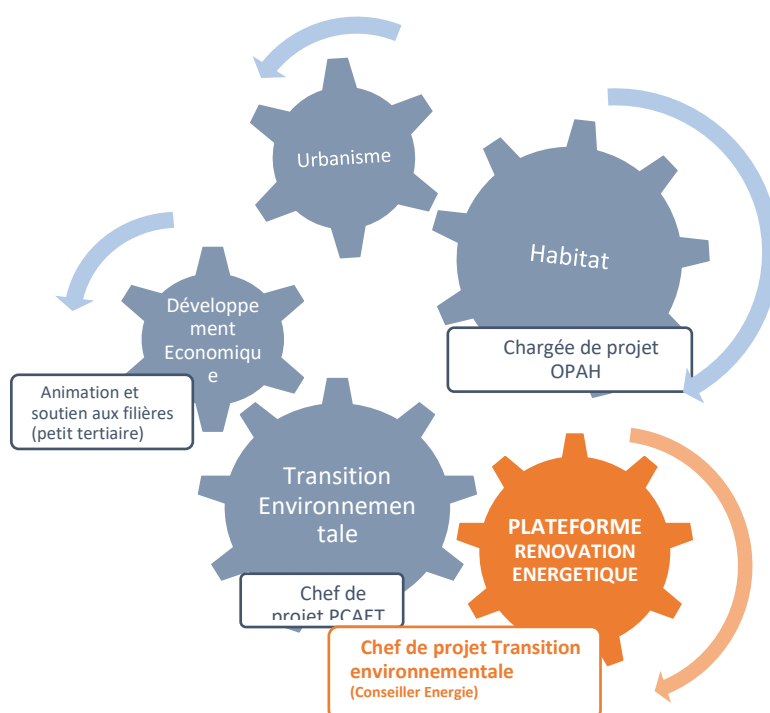 Urbanisme
Habitat
Chargée de projet
OPAH
Développe
ment
Economiqu
e
Animation et
soutien aux filières
(petit tertiaire)
Transition
Environnemen
tale
Chef de
projet PCAET
PLATEFORME
RENOVATION
ENERGETIQUE
Chef de projet Transition
environnementale
(Conseiller Energie)